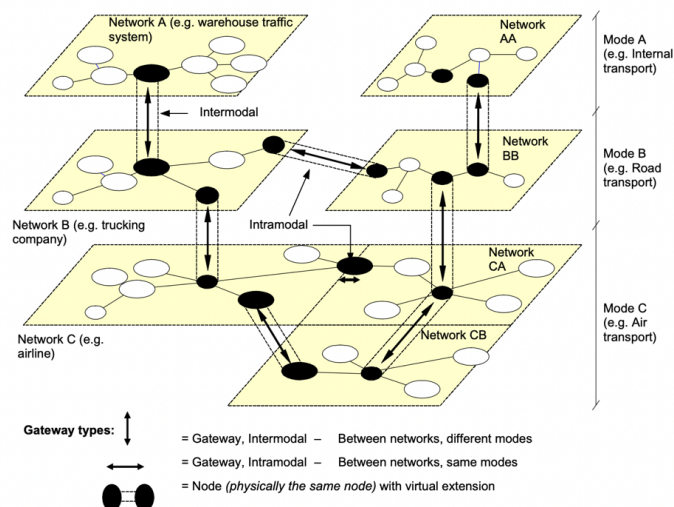 Network A (e.g. warehouse traffic
system)
Network
AA
Mode A
(e.g. Internal
transport)
Intermodal
Network
BB
Mode B
(e.g. Road
transport)
Network B (e.g. trucking
company)
Intramodal
Network
CA
Mode C
(e.g. Air
transport)
Network C (e.g.
airline)
Network CB
Gateway types:
= Gateway, Intermodal – Between networks, different modes
= Gateway, Intramodal – Between networks, same modes
= Node (physically the same node) with virtual extension